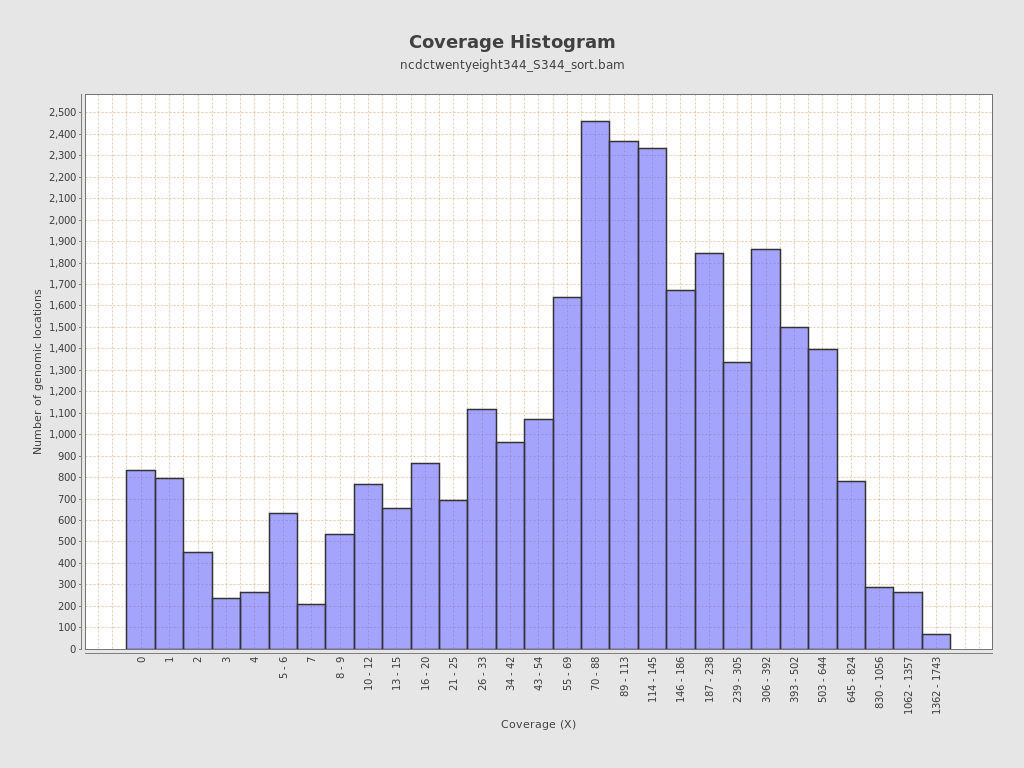 Coverage Histogram
ncdctwentyeight344_S344_sort.bam
Number of genomic locations
2,500
2,400
2,300
2,200
2,100
2,000
1,900
1,800
1,700
1,600
1,500
1,400
1,300
1,200
1,100
1,000
900
800
700
600
500
400
300
200
100
0
0
1
2
3
4
5 - 6
7
8 - 9
10 - 12
13 - 15
16 - 20
21 - 25
26 - 33
34 - 42
43 - 54
55 - 69
70 - 88
89 - 113
114 - 145
146 - 186
187 - 238
239 - 305
306 - 392
393 - 502
503 - 644
645 - 824
830 - 1056
1062 - 1357
1362 - 1743
Coverage (X)